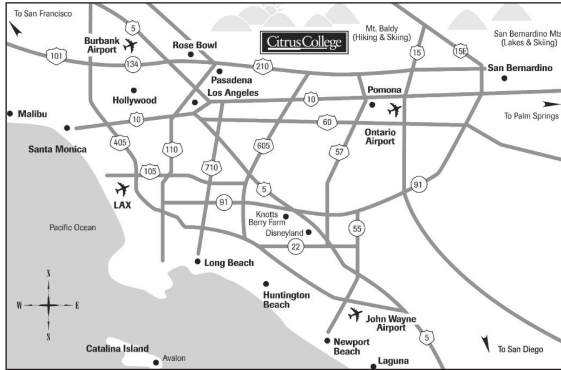 To San Francisco
5
Burbank
Airport
101
134
Rose Bowl
Citrus College
Mt. Baldy
(Hiking & Skiing)
15
15E
San Bernardino Mts
(Lakes & Skiing)
210
Pasadena
Los Angeles
San Bernardino
Hollywood
Malibu
10
Pomona
To Palm Springs
10
60
Ontario
Airport
Santa Monica
405
110
710
605
57
105
5
91
LAX
91
Knotts
Berry Farm
Disneyland
55
Pacific Ocean
22
Long Beach
N
W
E
S
Huntington
Beach
John Wayne
Airport
5
Newport
Beach
To San Diego
Catalina Island
Avalon
Laguna